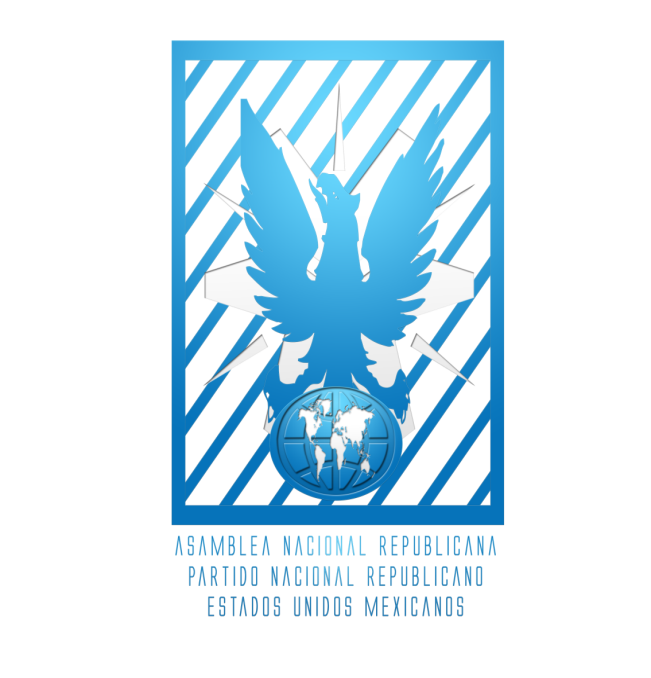 ASAMBLEA NACIONAL REPUBLICANA
PARTIDO NACIONAL REPUBLICANO
ESTADOS UNIDOS MEXICANOS